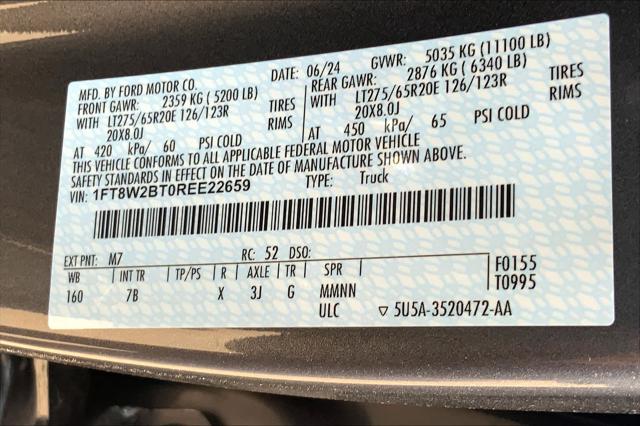 MFD. BY FORD MOTOR CO.
DATE: 06/24 GVWR: 5035 KG (11100 LB)
FRONT GAWR: 2359 KG ( 5200 LB) REAR GAWR: 2876 KG ( 6340 LB)
WITH LT275/65R20E 126/123R TIRES WITH LT275/65R20E 126/123R TIRES
20X8.0J RIMS 20X8.0J RIMS
AT 420 kPa/ 60 PSI COLD AT 450 kPa/ 65 PSI COLD
THIS VEHICLE CONFORMS TO ALL APPLICABLE FEDERAL MOTOR VEHICLE
SAFETY STANDARDS IN EFFECT ON THE DATE OF MANUFACTURE SHOWN ABOVE.
VIN: 1FT8W2BT0REE22659 TYPE: Truck
EXT PNT: M7 RC: 52 DSO: F0155
WB INT TR TP/PS R AXLE TR SPR T0995
160 7B X 3J G MMNN
ULC ▽ 5U5A-3520472-AA